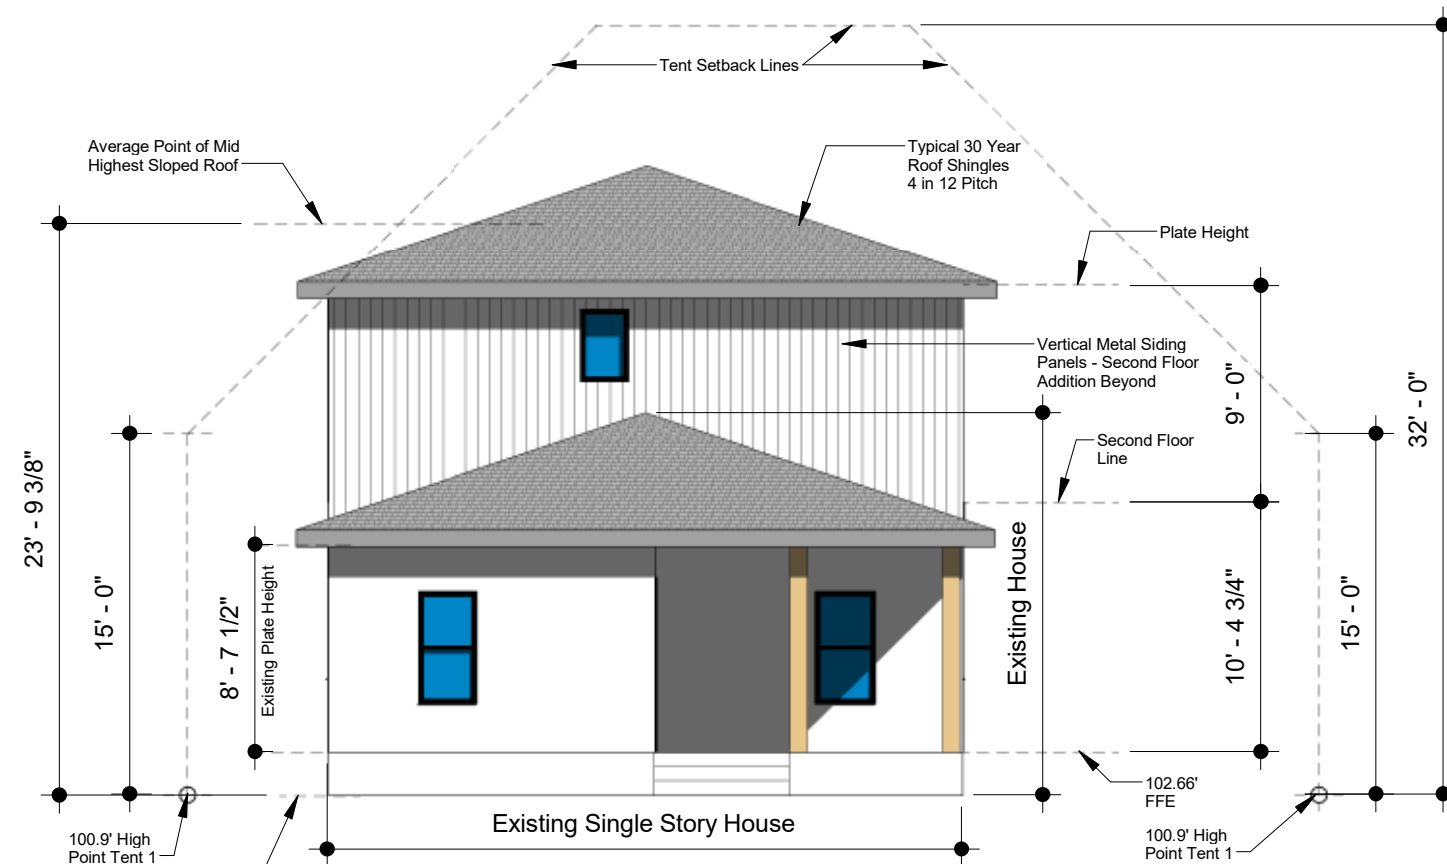 Tent Setback Lines
Average Point of Mid
Highest Sloped Roof
Typical 30 Year
Roof Shingles
4 in 12 Pitch
Plate Height
Vertical Metal Siding
Panels - Second Floor
Addition Beyond
9' - 0"
32' - 0"
Second Floor
Line
23' - 9 3/8"
15' - 0"
8' - 7 1/2"
Existing Plate Height
Existing House
10' - 4 3/4"
15' - 0"
102.66'
FFE
100.9' High
Point Tent 1
Existing Single Story House
100.9' High
Point Tent 1